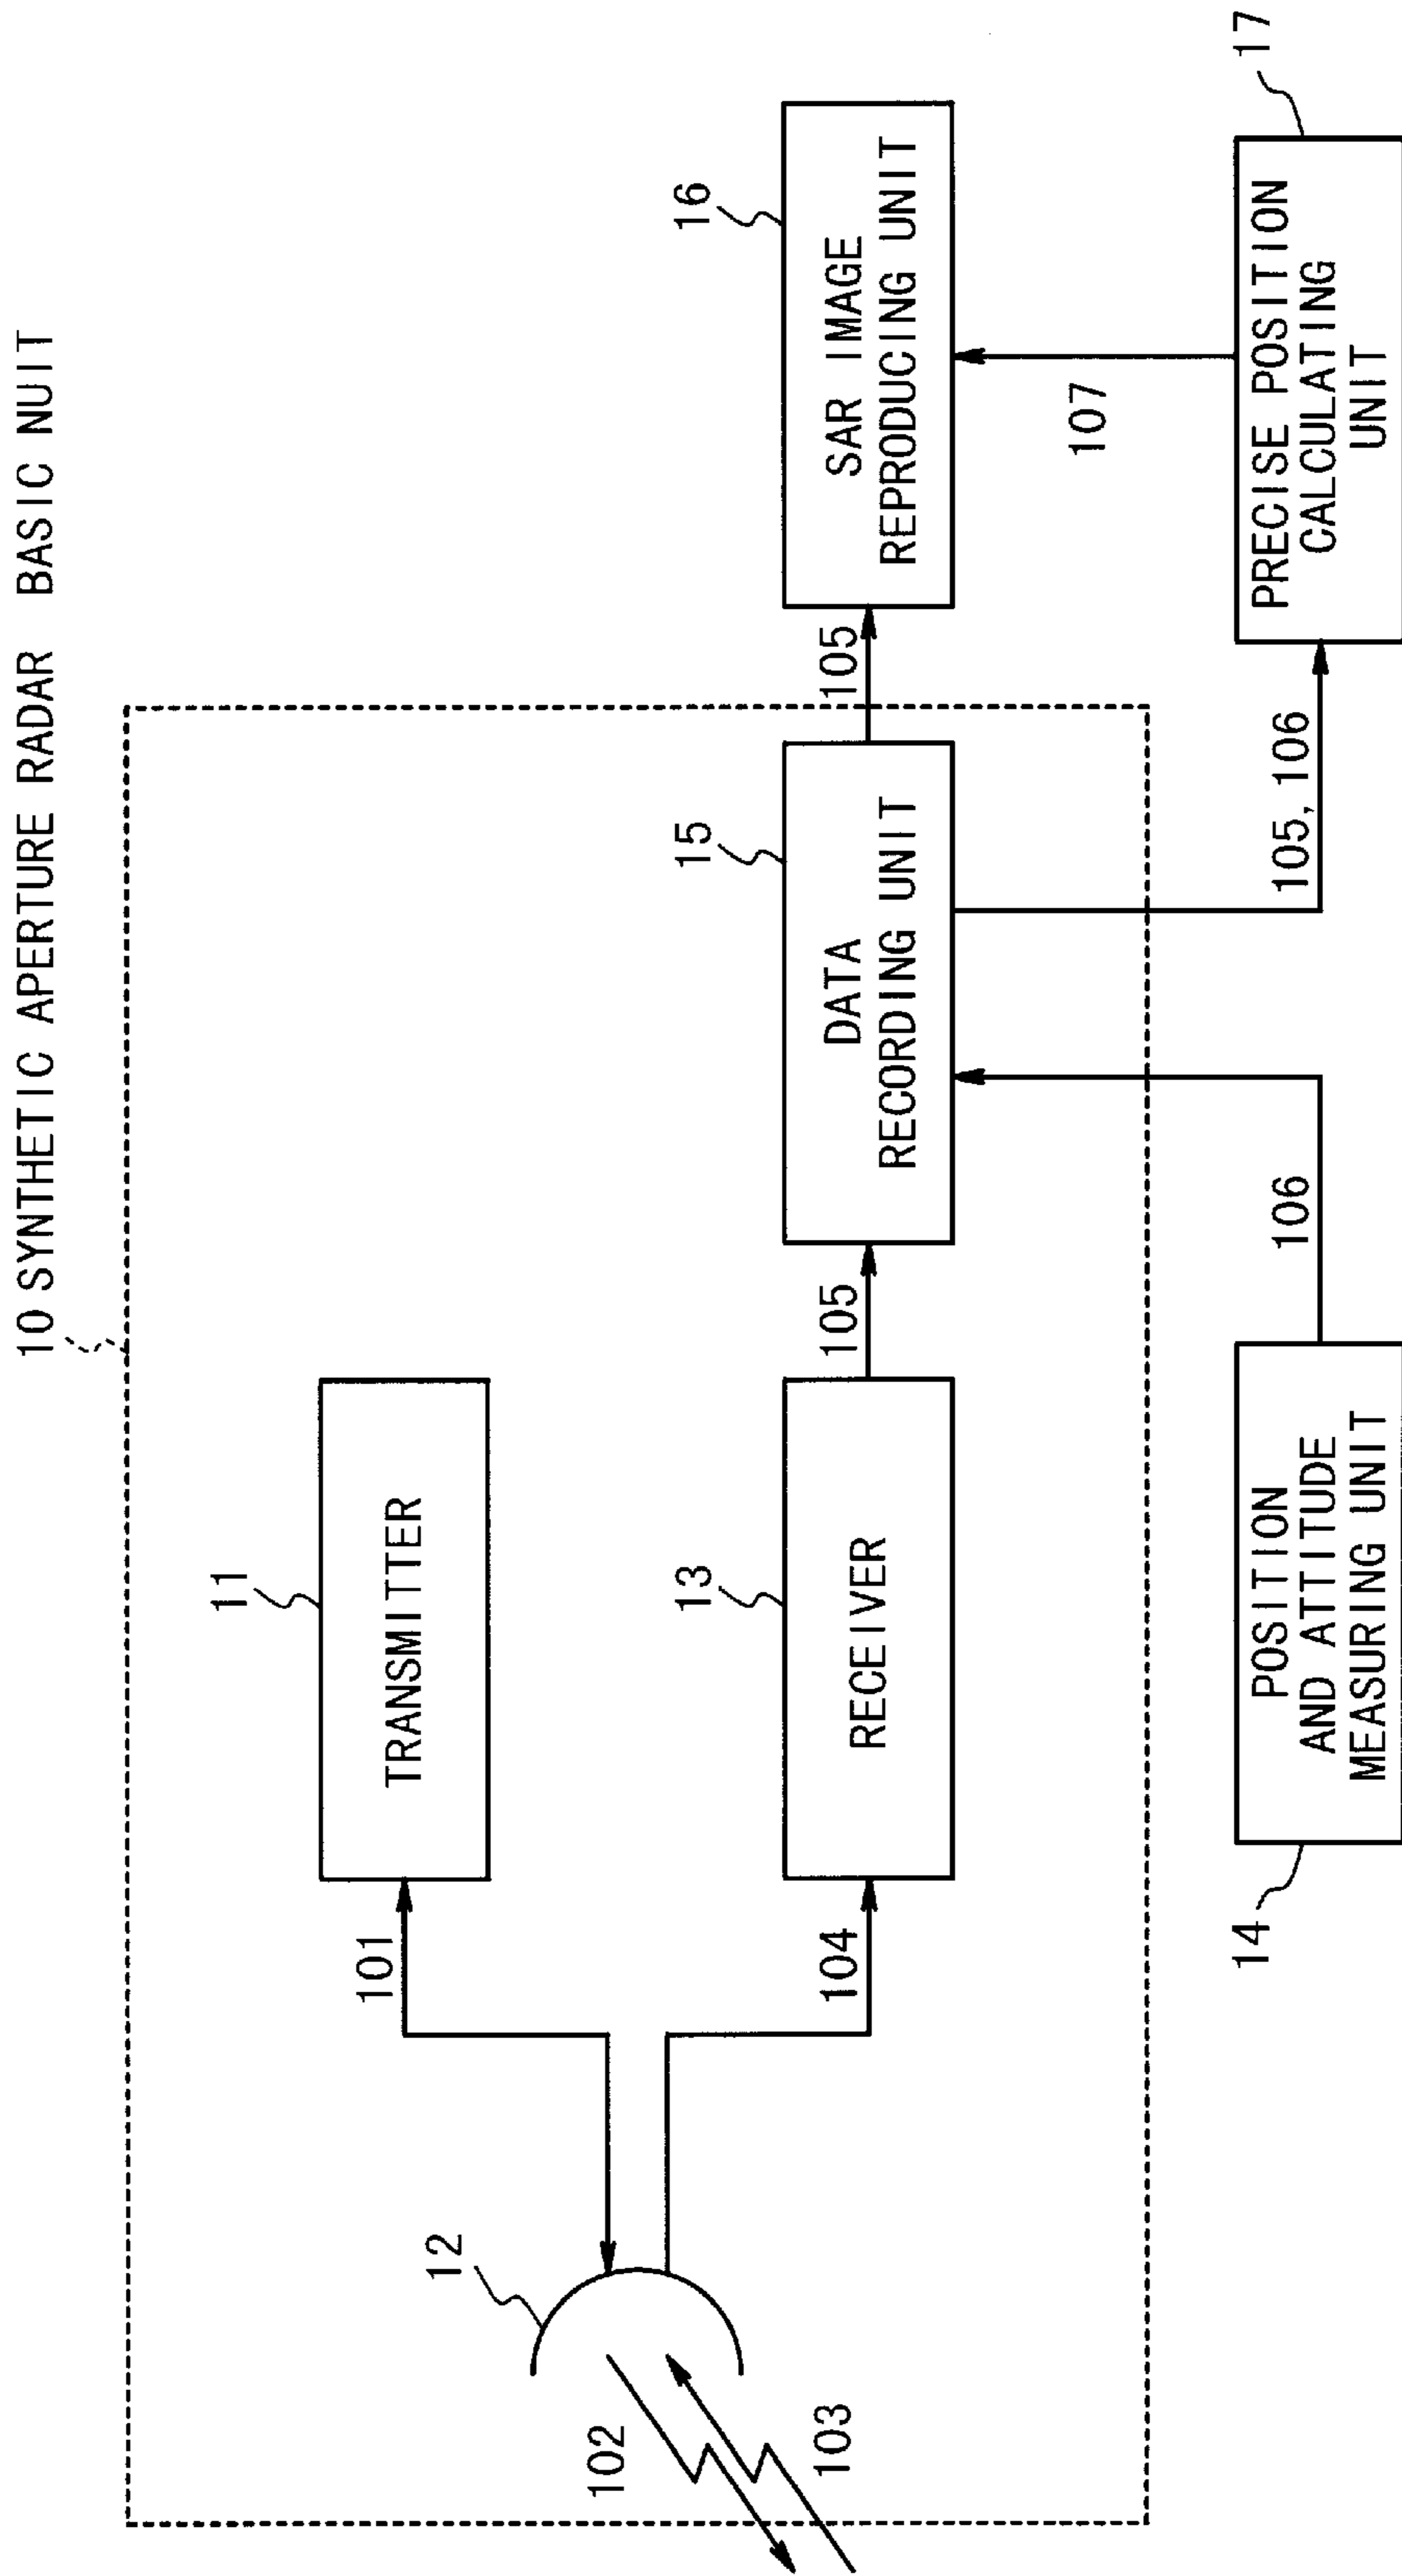 10 SYNTHETIC APERTURE RADAR BASIC NUIT
11
TRANSMITTER
101
12
102
103
104
13
RECEIVER
105
15
DATA
RECORDING UNIT
105
16
SAR IMAGE
REPRODUCING UNIT
107
106
105, 106
14
POSITION
AND ATTITUDE
MEASURING UNIT
17
PRECISE POSITION
CALCULATING
UNIT